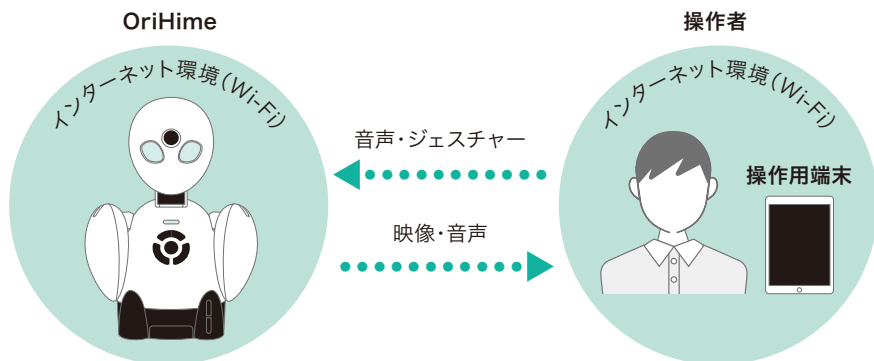 OriHime
インターネット環境(Wi-Fi)
音声・ジェスチャー
映像・音声
操作者
インターネット環境(Wi-Fi)
操作用端末